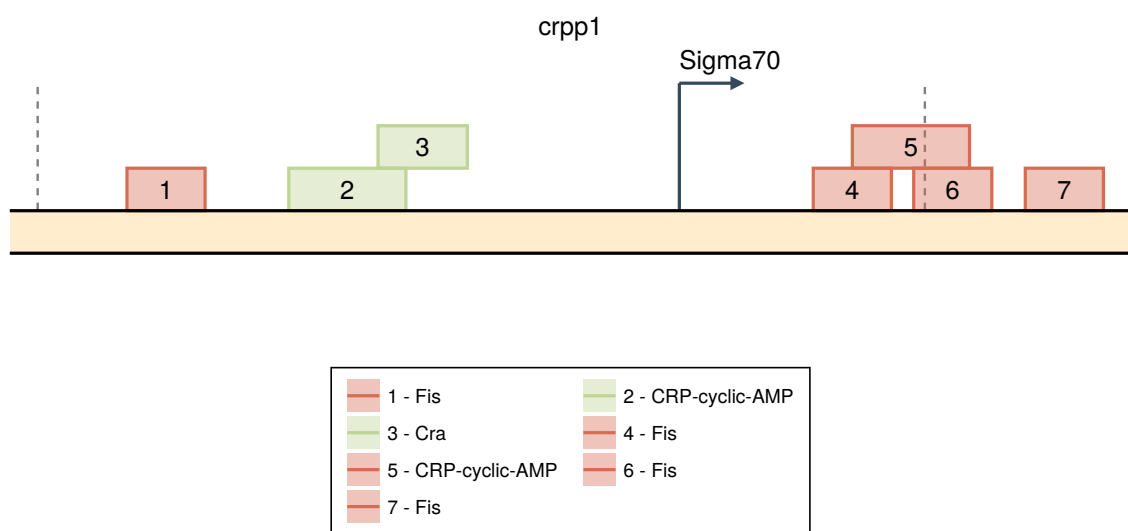 crpp1
Sigma70
3
5
1
2
4
6
7
1 - Fis
2 - CRP-cyclic-AMP
3 - Cra
4 - Fis
5 - CRP-cyclic-AMP
6 - Fis
7 - Fis